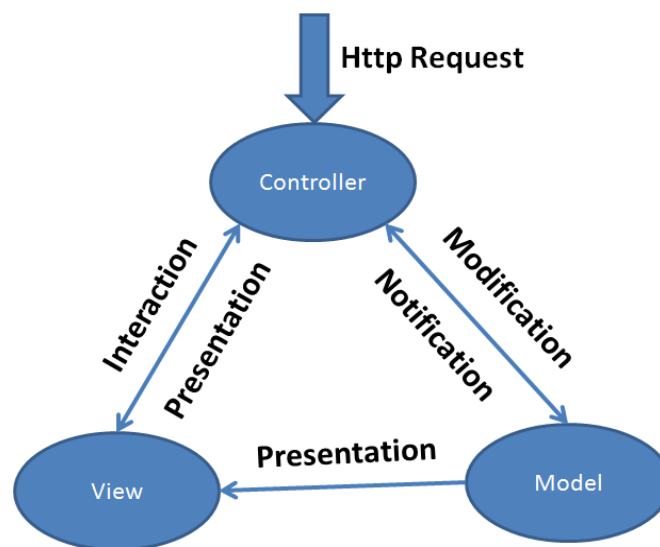 Http Request
Controller
Interaction
Presentation
Notification
Modification
Presentation
View
Model